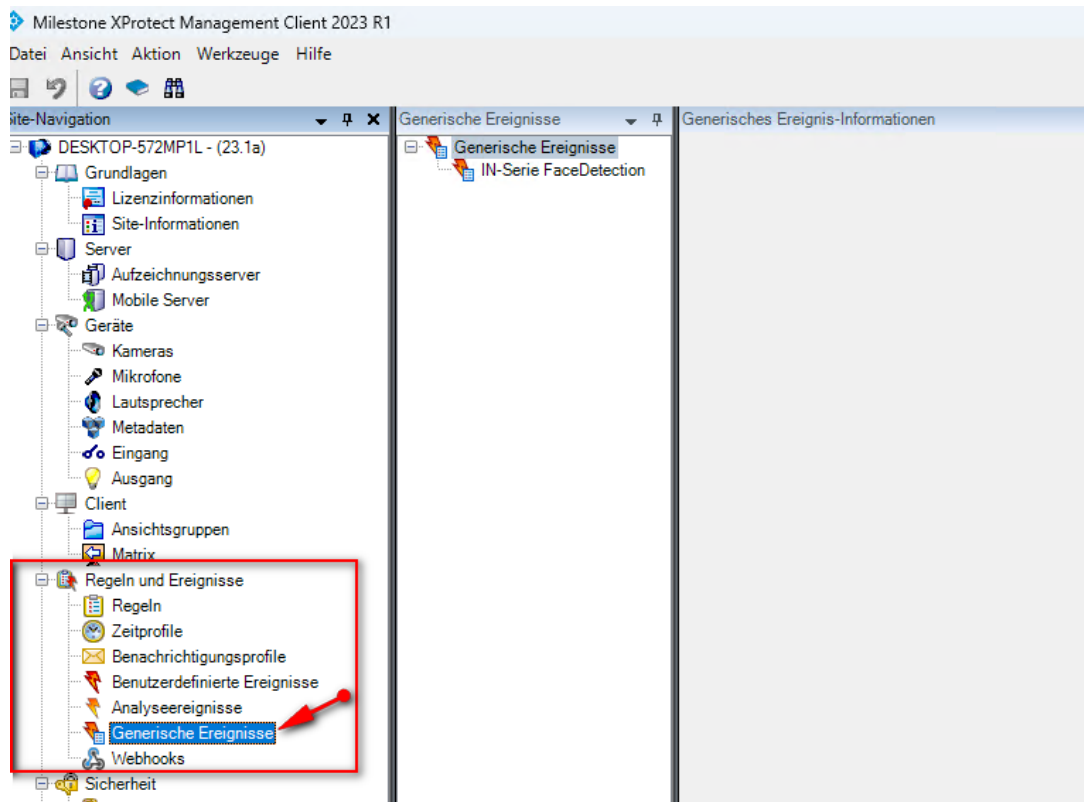 Milestone XProtect Management Client 2023 R1
Datei Ansicht Aktion Werkzeuge Hilfe
Site-Navigation
DESKTOP-572MP1L - (23.1a)
Grundlagen
Lizenzinformationen
Site-Informationen
Server
Aufzeichnungsserver
Mobile Server
Geräte
Kameras
Mikrofone
Lautsprecher
Metadaten
Eingang
Ausgang
Client
Ansichtsgruppen
Matrix
Regeln und Ereignisse
Regeln
Zeitprofile
Benachrichtigungsprofile
Benutzerdefinierte Ereignisse
Analyseereignisse
Generische Ereignisse
Webhooks
Sicherheit
Generische Ereignisse
Generische Ereignisse
IN-Serie FaceDetection
Generisches Ereignis-Informationen